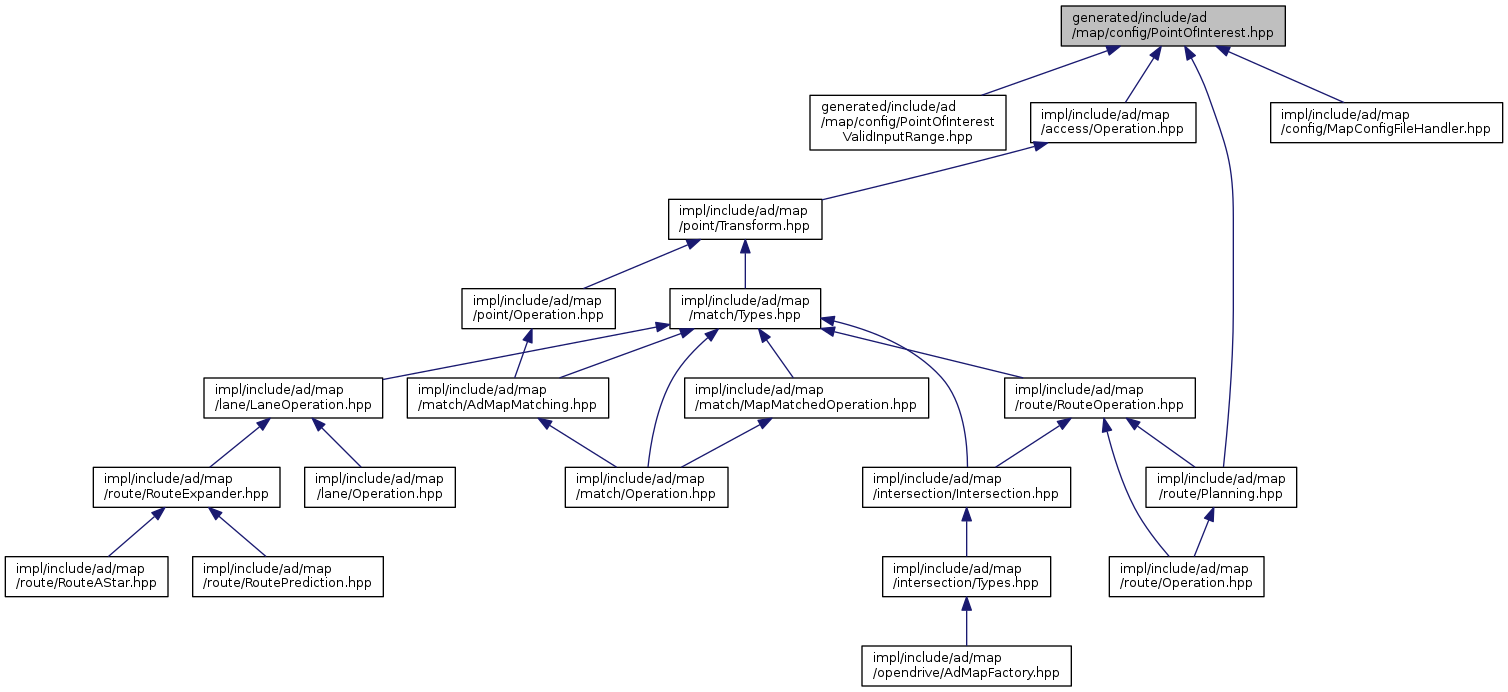 generated/include/ad
/map/config/PointOfInterest.hpp
generated/include/ad
/map/config/PointOfInterest
ValidInputRange.hpp
impl/include/ad/map
/access/Operation.hpp
impl/include/ad/map
/config/MapConfigFileHandler.hpp
impl/include/ad/map
/point/Transform.hpp
impl/include/ad/map
/point/Operation.hpp
impl/include/ad/map
/match/Types.hpp
impl/include/ad/map
/lane/LaneOperation.hpp
impl/include/ad/map
/match/AdMapMatching.hpp
impl/include/ad/map
/match/MapMatchedOperation.hpp
impl/include/ad/map
/route/RouteOperation.hpp
impl/include/ad/map
/route/RouteExpander.hpp
impl/include/ad/map
/lane/Operation.hpp
impl/include/ad/map
/match/Operation.hpp
impl/include/ad/map
/intersection/Intersection.hpp
impl/include/ad/map
/route/Planning.hpp
impl/include/ad/map
/route/RouteAStar.hpp
impl/include/ad/map
/route/RoutePrediction.hpp
impl/include/ad/map
/intersection/Types.hpp
impl/include/ad/map
/route/Operation.hpp
impl/include/ad/map
/opendrive/AdMapFactory.hpp